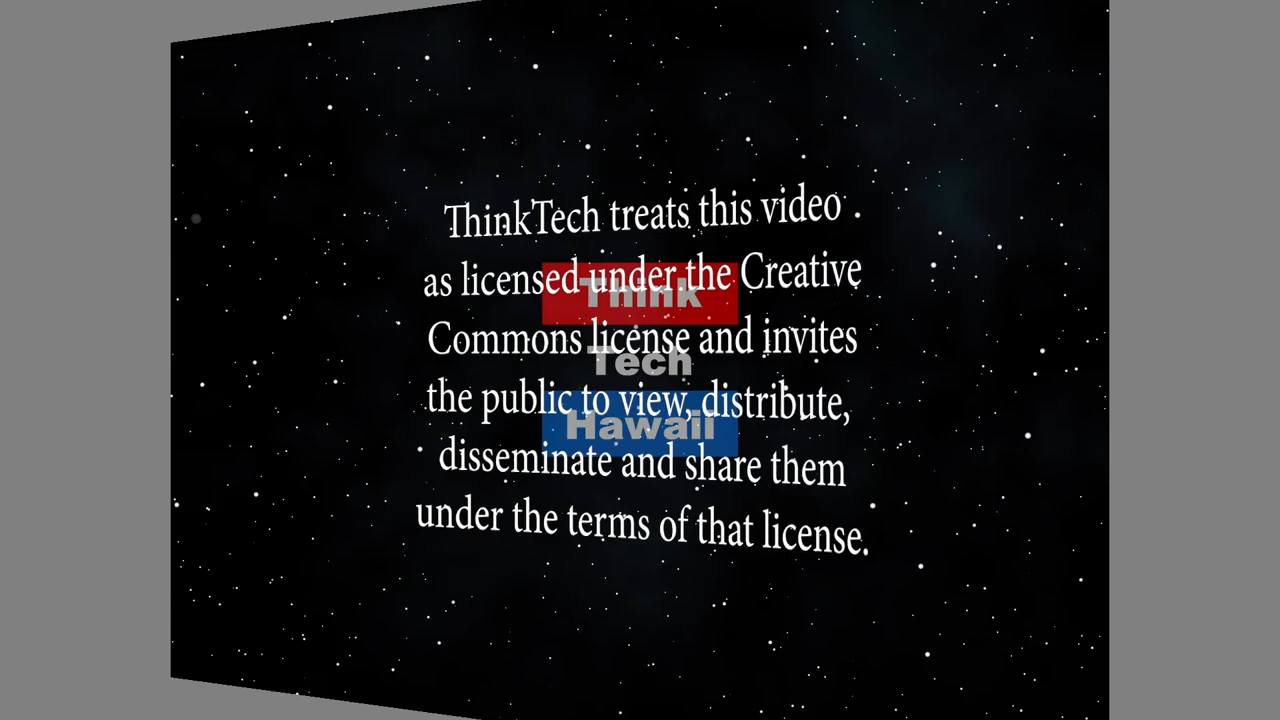 ThinkTech treats this video
as licensed under the Creative
Commons license and invites
the public to view, distribute,
disseminate and share them
under the terms of that license.
Think
Tech
Hawaii